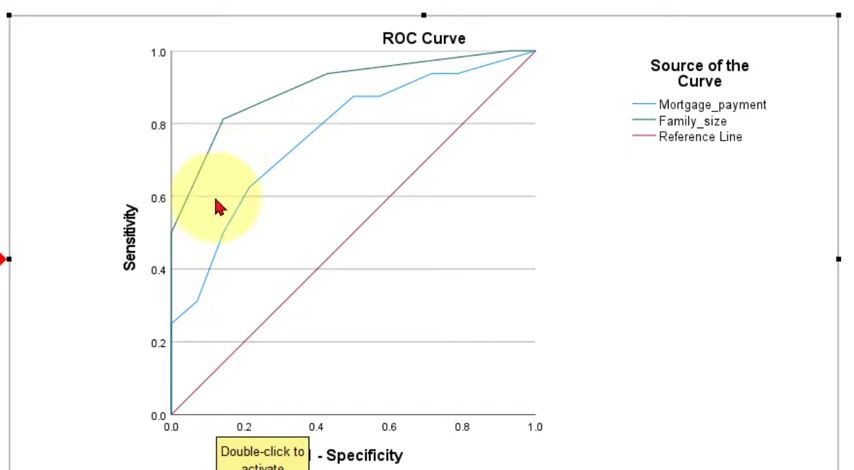 ROC Curve
1.0
0.8
0.6
0.4
0.2
0.0
Sensitivity
0.0 0.2 0.4 0.6 0.8 1.0
- Specificity
Double-click to
activate
Source of the
Curve
Mortgage_payment
Family_size
Reference Line